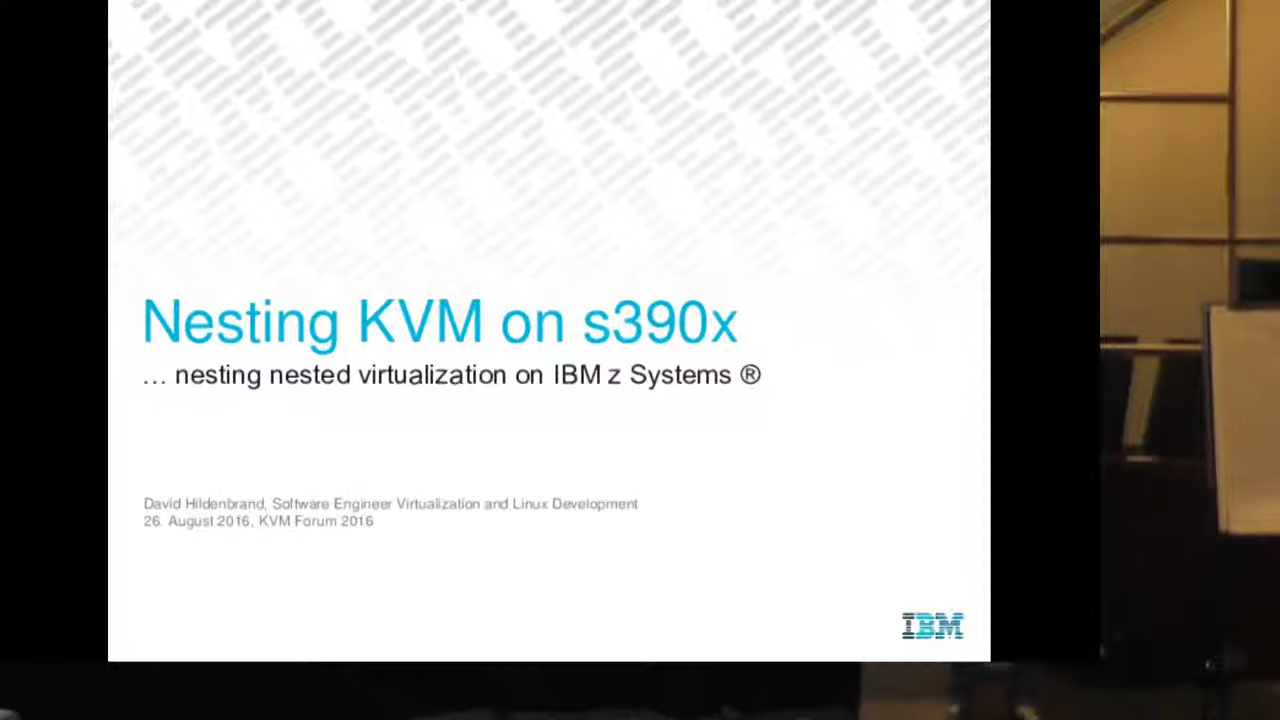 Nesting KVM on s390x
… nesting nested virtualization on IBM z Systems ®
David Hildenbrand, Software Engineer Virtualization and Linux Development
26. August 2016, KVM Forum 2016
IBM